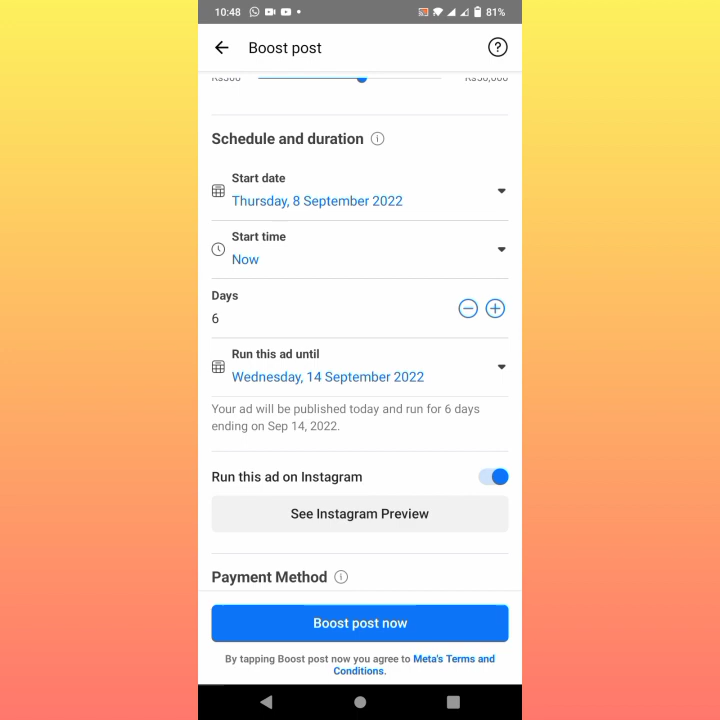 10:48
81%
Boost post
Schedule and duration
Start date
Thursday, 8 September 2022
Start time
Now
Days
6
Run this ad until
Wednesday, 14 September 2022
Your ad will be published today and run for 6 days
ending on Sep 14, 2022.
Run this ad on Instagram
See Instagram Preview
Payment Method
Boost post now
By tapping Boost post now you agree to Meta's Terms and
Conditions.